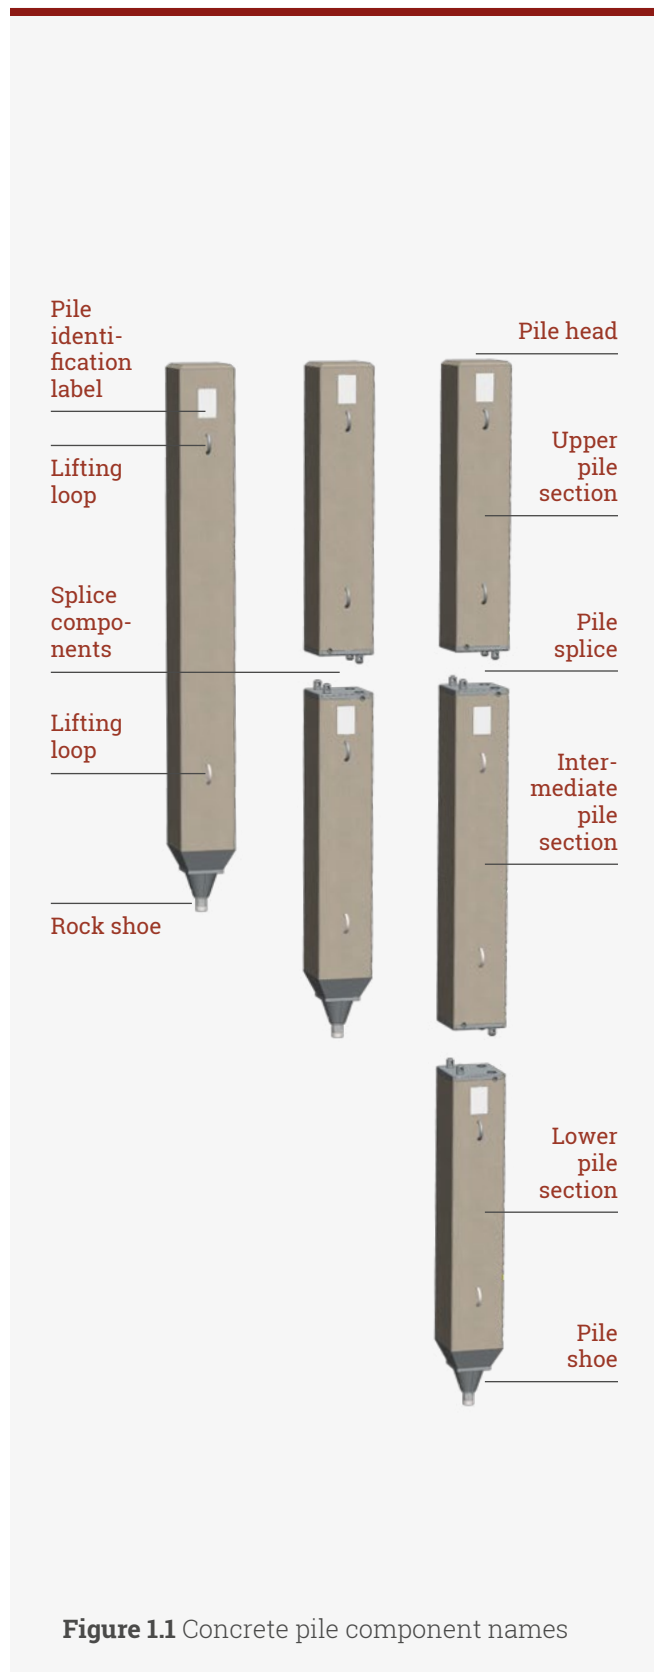 Pile
identi-
fication
label
Lifting
loop
Splice
compo-
nents
Lifting
loop
Rock shoe
Pile head
Upper
pile
section
Pile
splice
Inter-
mediate
pile
section
Lower
pile
section
Pile
shoe
Figure 1.1 Concrete pile component names